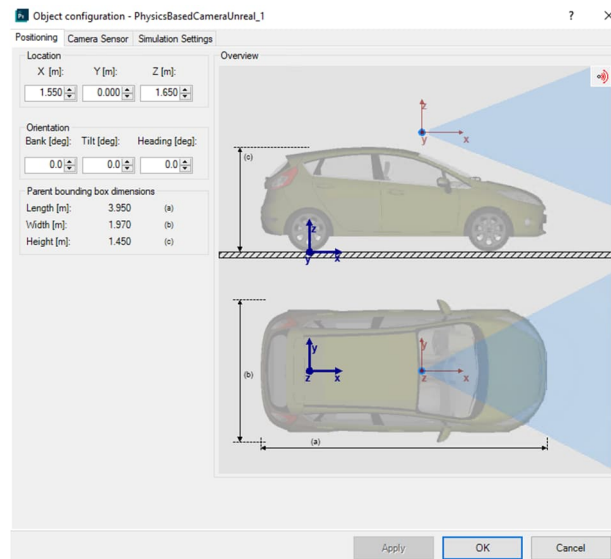 Ps Object configuration - PhysicsBasedCameraUnreal_1 ? X
Positioning Camera Sensor Simulation Settings
Location
X [m]: Y [m]: Z [m]:
1.550 0.000 1.650
Orientation
Bank [deg]: Tilt [deg]: Heading [deg]:
0.0 0.0 0.0
Parent bounding box dimensions
Length [m]: 3.950 (a)
Width [m]: 1.970 (b)
Height [m]: 1.450 (c)
Overview
z
y x
(c)
z
y x
y y
(b) z x z x
(a)
Apply OK Cancel